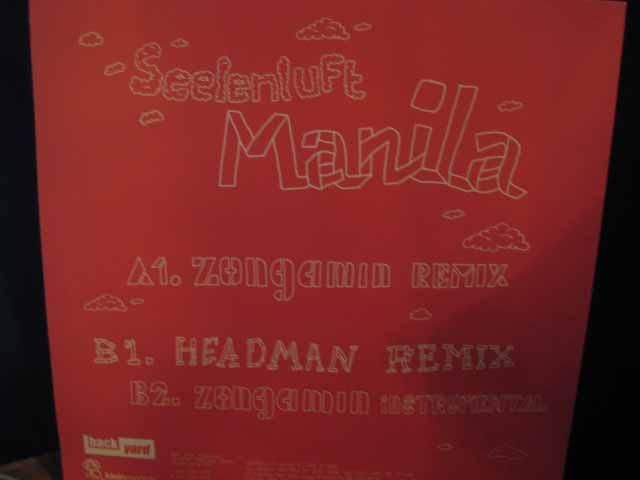 Seelenluft
Manila
A1. Zongamin REMIX
B1. HEADMAN REMIX
B2. Zongamin iNSTRUMENTAL
back yard